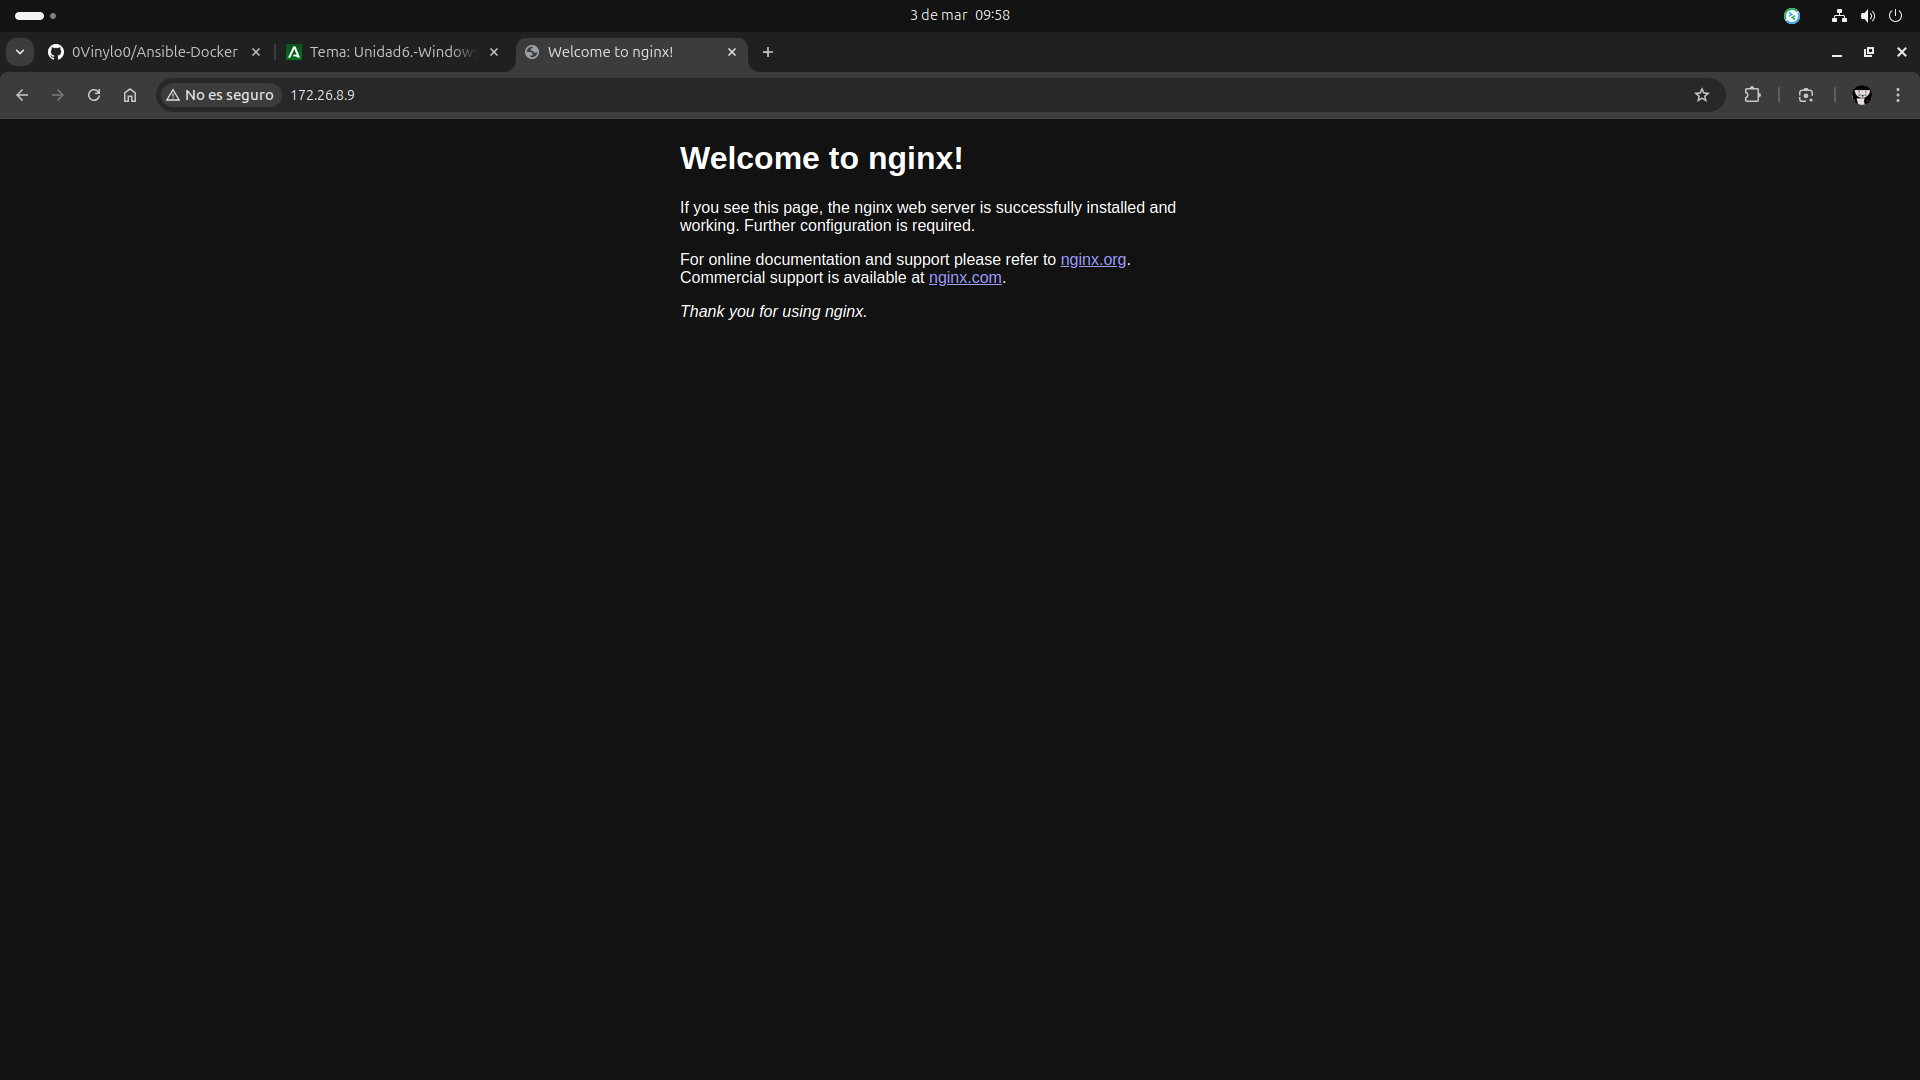 3 de mar 09:58
0Vinylo0/Ansible-Docker
Tema: Unidad6.-Windows
Welcome to nginx!
No es seguro 172.26.8.9
Welcome to nginx!
If you see this page, the nginx web server is successfully installed and
working. Further configuration is required.
For online documentation and support please refer to nginx.org.
Commercial support is available at nginx.com.
Thank you for using nginx.